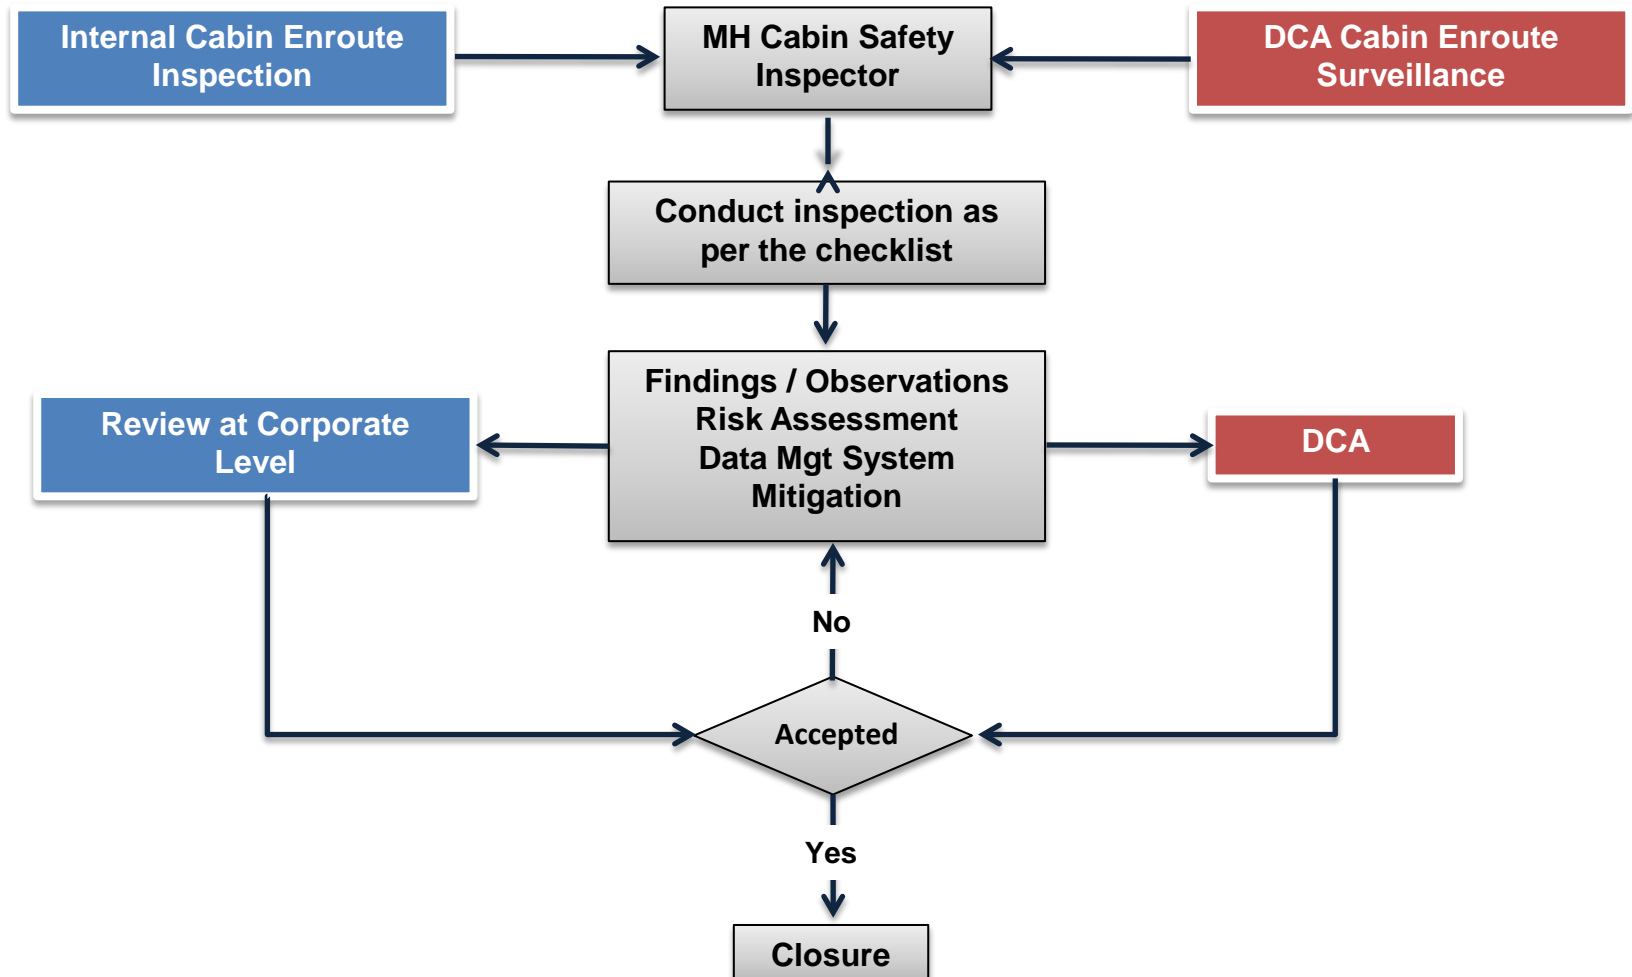 Internal Cabin Enroute
Inspection
MH Cabin Safety
Inspector
DCA Cabin Enroute
Surveillance
Conduct inspection as
per the checklist
Findings / Observations
Risk Assessment
Data Mgt System
Mitigation
Review at Corporate
Level
DCA
No
Accepted
Yes
Closure